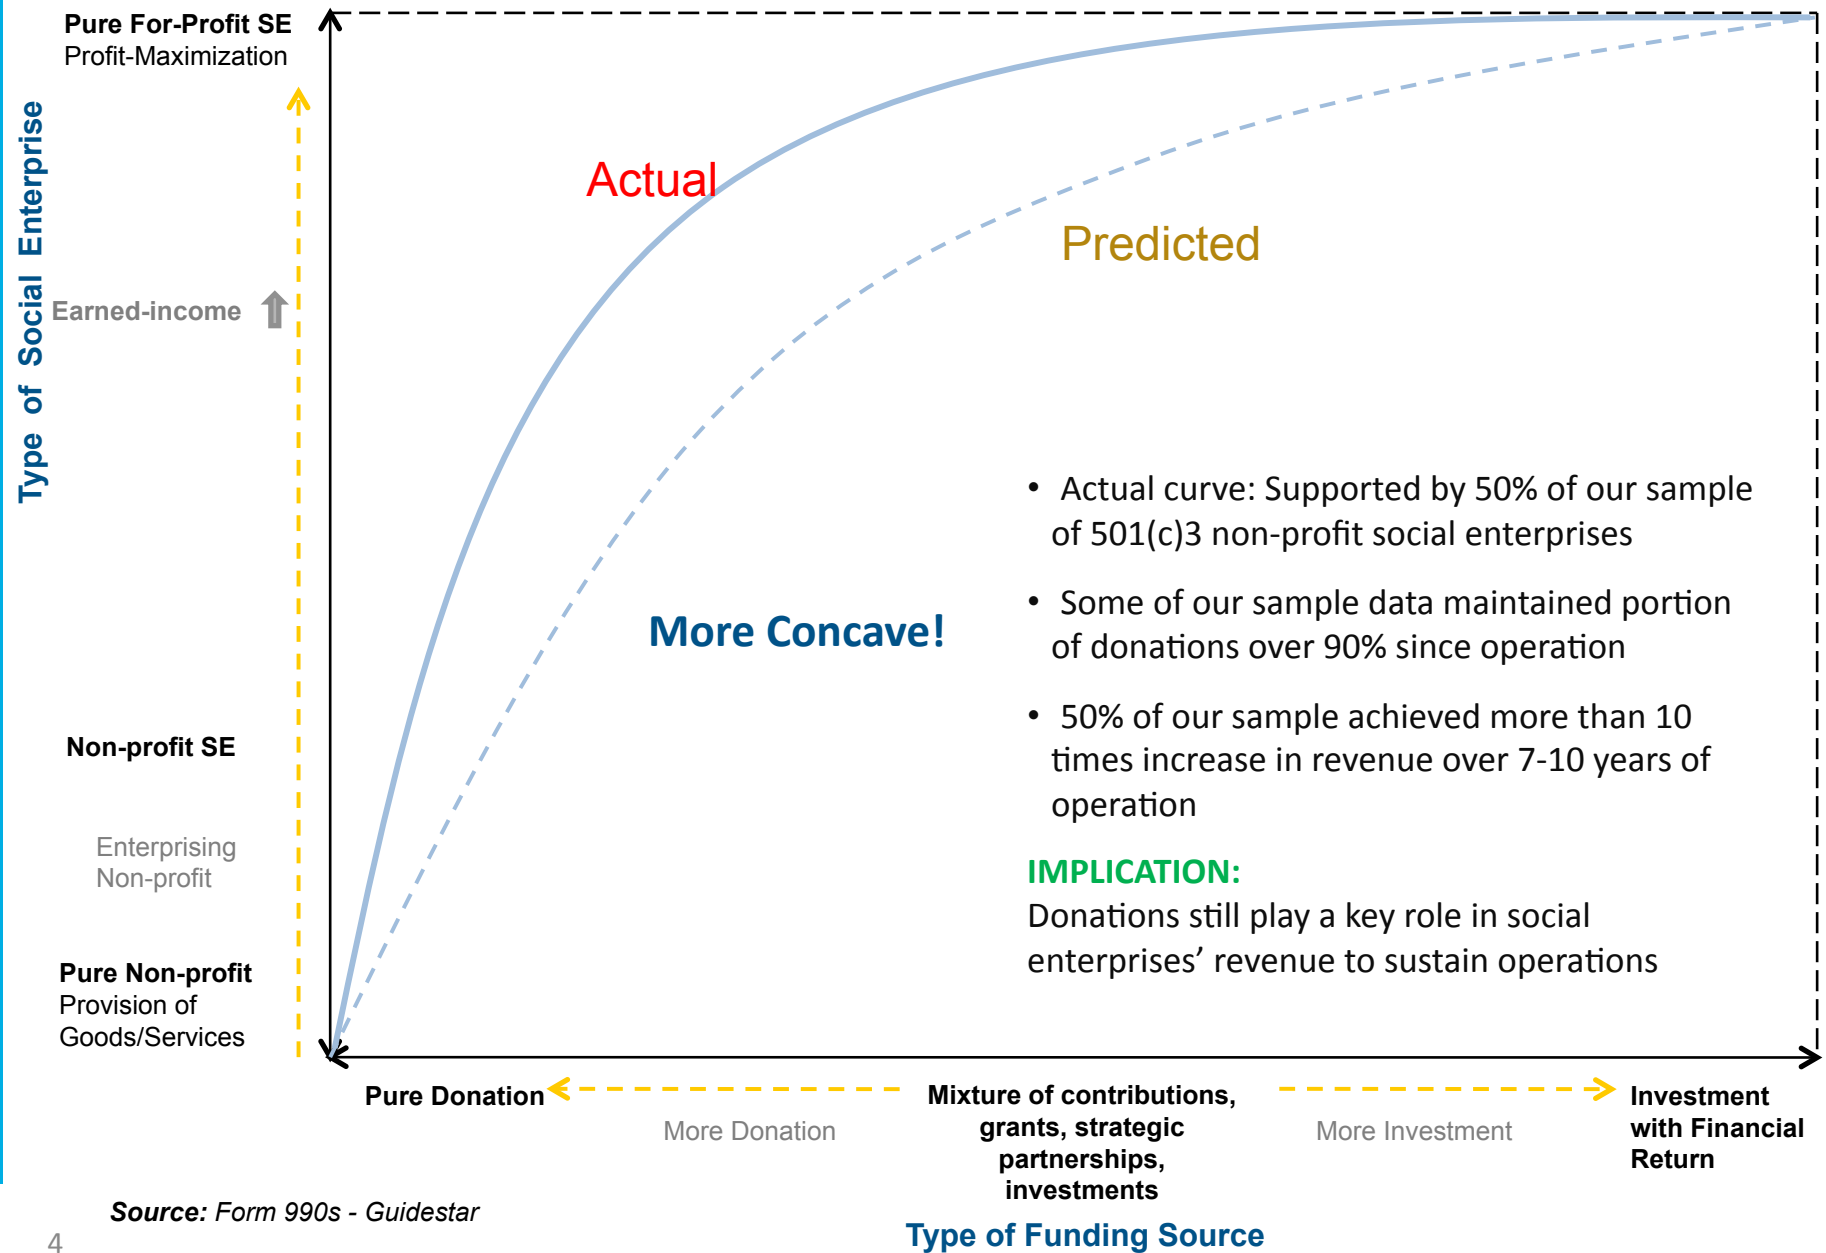 Pure For-Profit SE
Profit-Maximization
Type of Social Enterprise
Earned-income
Non-profit SE
Enterprising
Non-profit
Pure Non-profit
Provision of
Goods/Services
Actual
Predicted
More Concave!
• Actual curve: Supported by 50% of our sample
of 501(c)3 non-profit social enterprises
• Some of our sample data maintained portion
of donations over 90% since operation
• 50% of our sample achieved more than 10
times increase in revenue over 7-10 years of
operation
IMPLICATION:
Donations still play a key role in social
enterprises’ revenue to sustain operations
Pure Donation
More Donation
Mixture of contributions,
grants, strategic
partnerships,
investments
More Investment
Investment
with Financial
Return
Type of Funding Source
Source: Form 990s - Guidestar
4